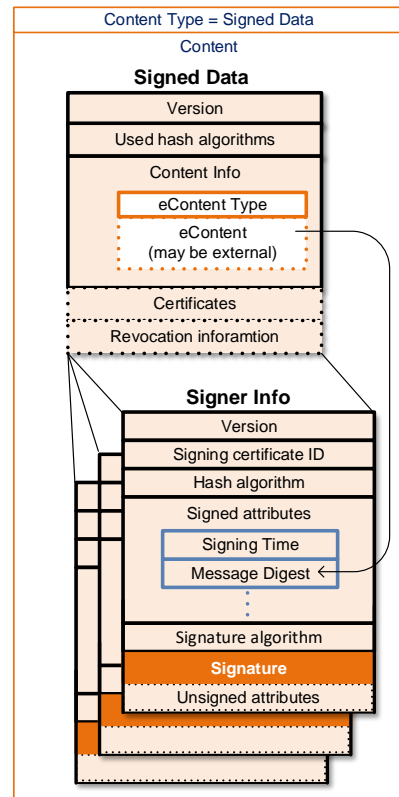 Content Type = Signed Data
Content
Signed Data
Version
Used hash algorithms
Content Info
eContent Type
eContent
(may be external)
Certificates
Revocation inforamtion
Signer Info
Version
Signing certificate ID
Hash algorithm
Signed attributes
Signing Time
Message Digest
Signature algorithm
Signature
Unsigned attributes